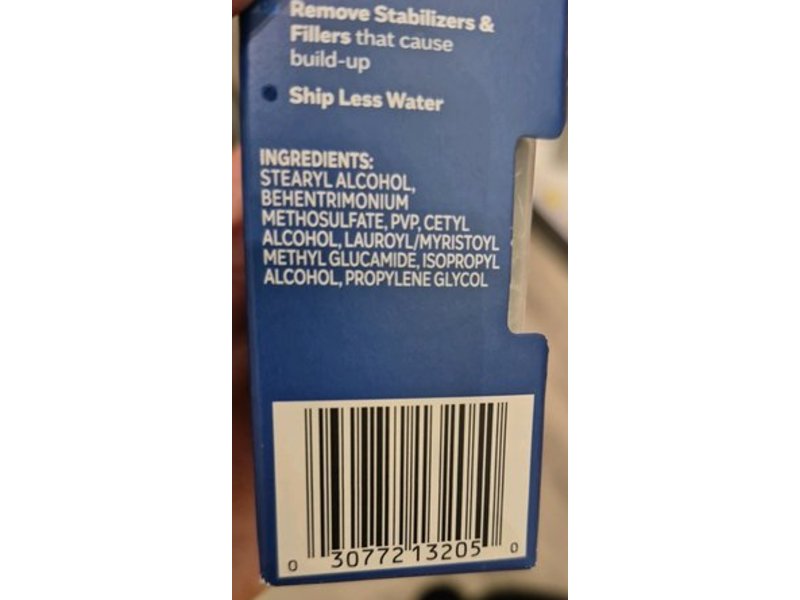 Remove Stabilizers &
Fillers that cause
build-up
Ship Less Water
INGREDIENTS:
STEARYL ALCOHOL,
BEHENTRIMONIUM
METHOSULFATE, PVP, CETYL
ALCOHOL, LAUROYL/MYRISTOYL
METHYL GLUCAMIDE, ISOPROPYL
ALCOHOL, PROPYLENE GLYCOL
0 30772 13205 0